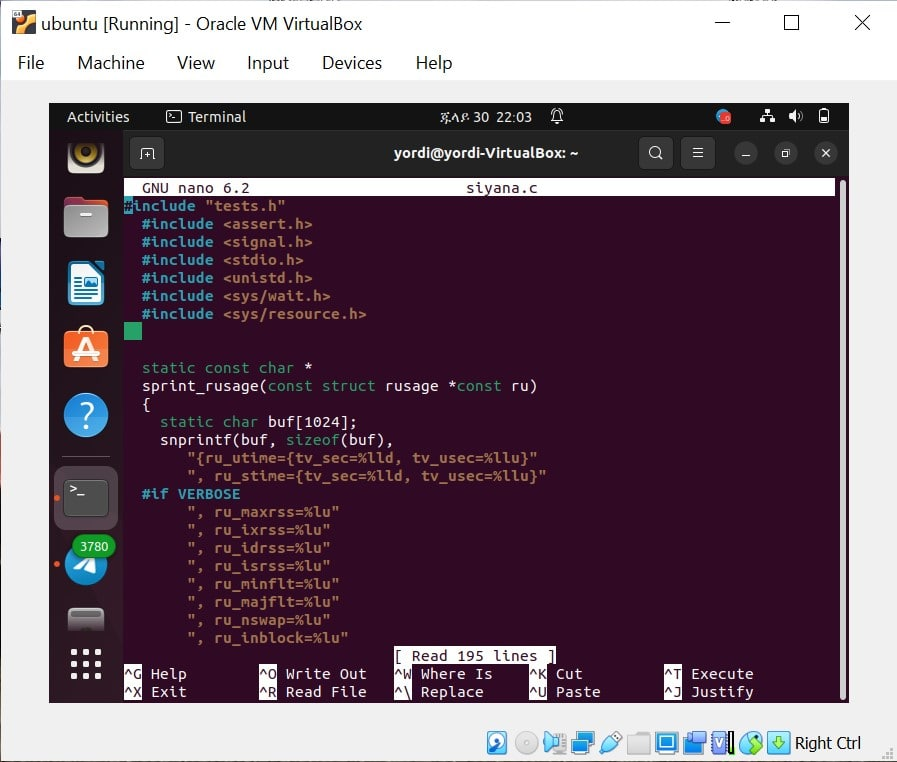 ubuntu [Running] - Oracle VM VirtualBox
File Machine View Input Devices Help
Activities Terminal ጁላይ 30 22:03
yordi@yordi-VirtualBox: ~
GNU nano 6.2 siyana.c
#include "tests.h"
#include <assert.h>
#include <signal.h>
#include <stdio.h>
#include <unistd.h>
#include <sys/wait.h>
#include <sys/resource.h>
static const char *
sprint_rusage(const struct rusage *const ru)
{
static char buf[1024];
snprintf(buf, sizeof(buf),
"{ru_utime={tv_sec=%lld, tv_usec=%llu}"
", ru_stime={tv_sec=%lld, tv_usec=%llu}"
#if VERBOSE
", ru_maxrss=%lu"
", ru_ixrss=%lu"
", ru_idrss=%lu"
", ru_isrss=%lu"
", ru_minflt=%lu"
", ru_majflt=%lu"
", ru_nswap=%lu"
", ru_inblock=%lu"
3780
[ Read 195 lines ]
^G Help ^O Write Out ^W Where Is ^K Cut ^T Execute
^X Exit ^R Read File ^\ Replace ^U Paste ^J Justify
Right Ctrl